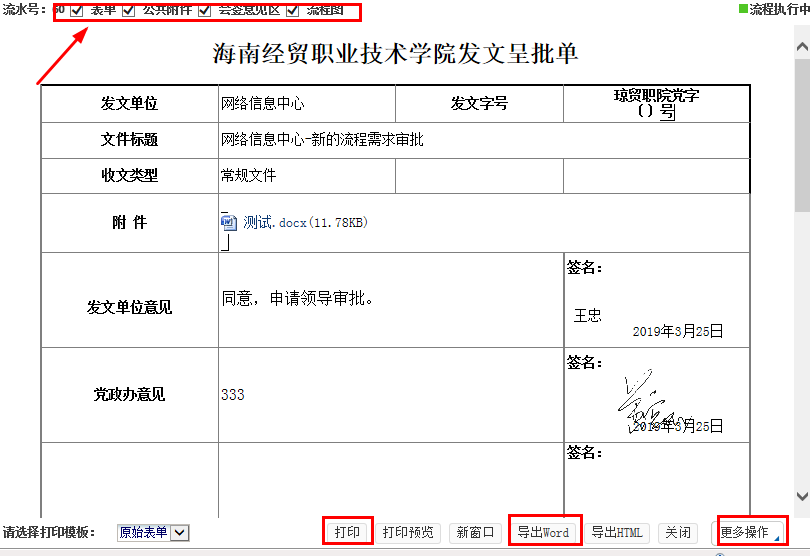 流水号: 60 表单 公共附件 会签意见区 流程图 流程执行中
海南经贸职业技术学院发文呈批单
发文单位 网络信息中心 发文字号 琼贸职院党字
() 号
文件标题 网络信息中心-新的流程需求审批
收文类型 常规文件
附 件 测试.docx(11.78KB)
签名:
发文单位意见 同意，申请领导审批。
王忠
2019年3月25日
签名:
党政办意见 333
2019年3月25日
签名:
请选择打印模板: 原始表单 打印 打印预览 新窗口 导出Word 导出HTML 关闭 更多操作